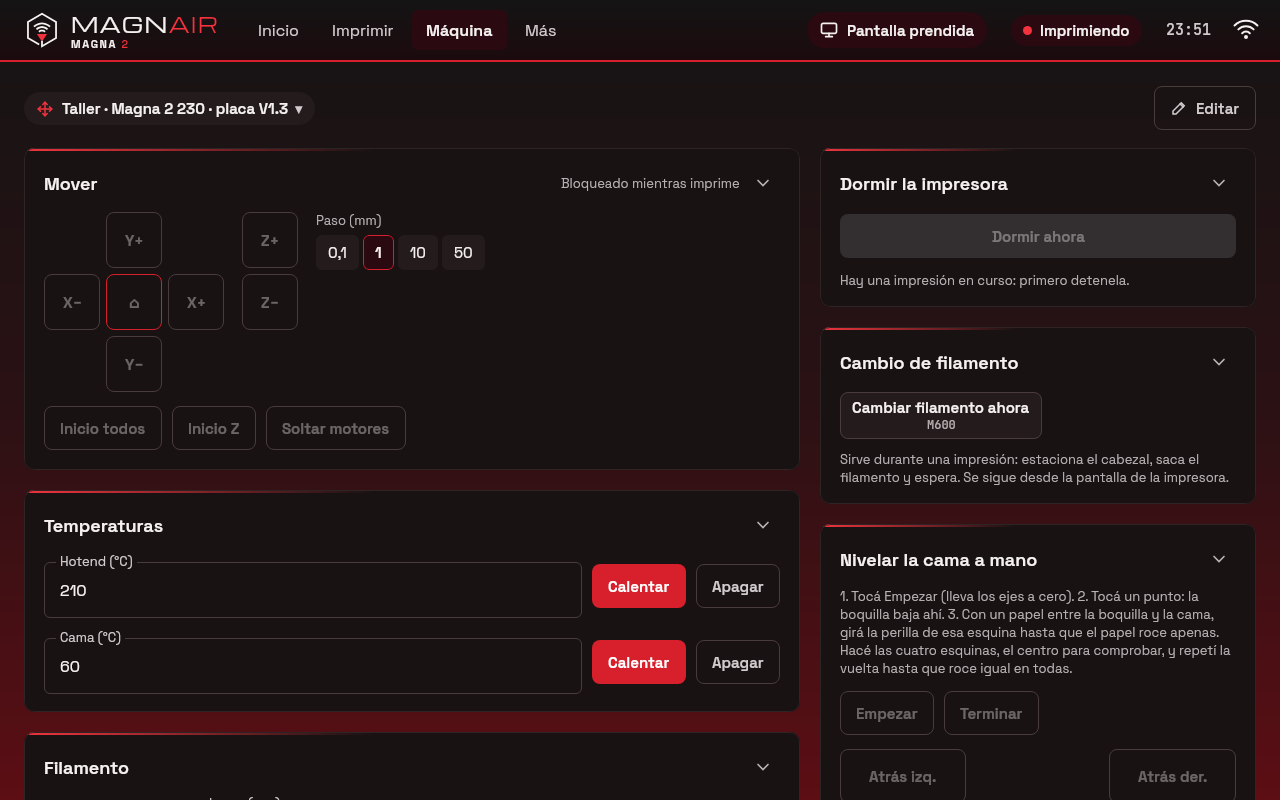 MAGNAIR
MAGNA 2
Inicio
Imprimir
Máquina
Más
Pantalla prendida
Imprimiendo
23:51
Taller · Magna 2 230 · placa V1.3 ▾
Editar
Mover
Bloqueado mientras imprime
Y+
Z+
X−
⌂
X+
Z−
Y−
Paso (mm)
0,1
1
10
50
Inicio todos
Inicio Z
Soltar motores
Temperaturas
Hotend (°C)
210
Calentar
Apagar
Cama (°C)
60
Calentar
Apagar
Filamento
Dormir la impresora
Dormir ahora
Hay una impresión en curso: primero detenela.
Cambio de filamento
Cambiar filamento ahora
M600
Sirve durante una impresión: estaciona el cabezal, saca el
filamento y espera. Se sigue desde la pantalla de la impresora.
Nivelar la cama a mano
1. Tocá Empezar (lleva los ejes a cero). 2. Tocá un punto: la
boquilla baja ahí. 3. Con un papel entre la boquilla y la cama,
girá la perilla de esa esquina hasta que el papel roce apenas.
Hacé las cuatro esquinas, el centro para comprobar, y repetí la
vuelta hasta que roce igual en todas.
Empezar
Terminar
Atrás izq.
Atrás der.